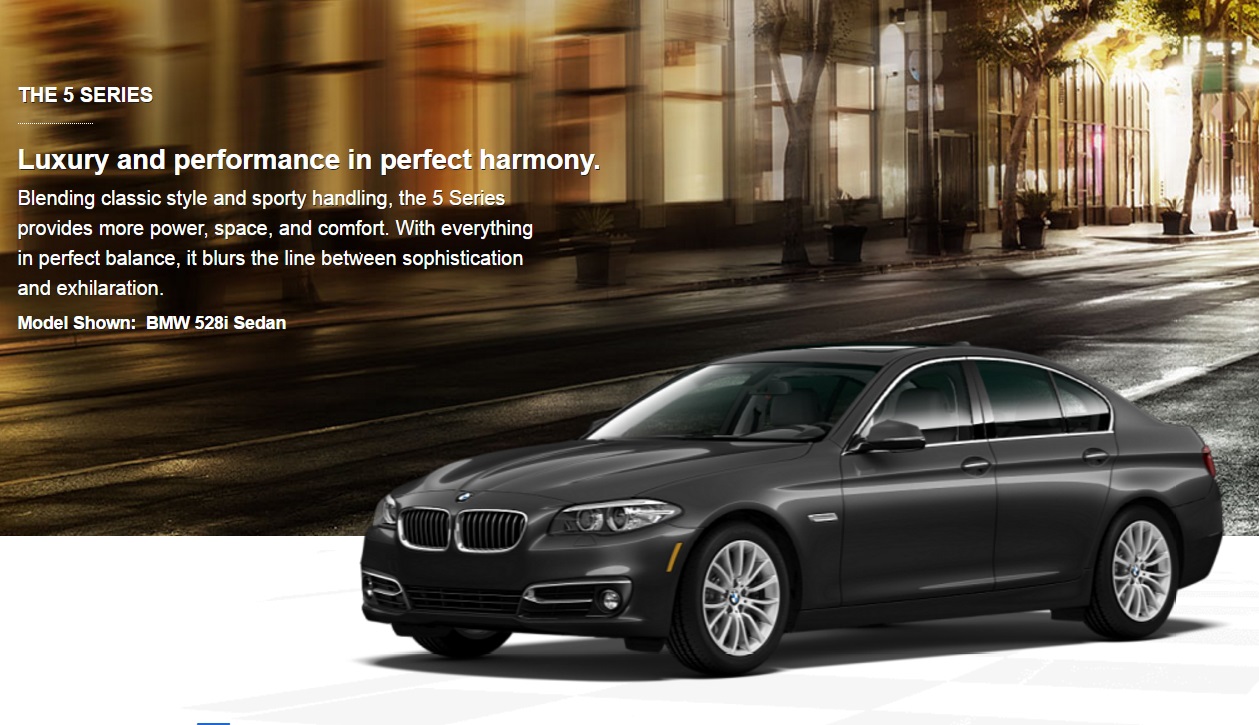 THE 5 SERIES
Luxury and performance in perfect harmony.
Blending classic style and sporty handling, the 5 Series
provides more power, space, and comfort. With everything
in perfect balance, it blurs the line between sophistication
and exhilaration.
Model Shown:  BMW 528i Sedan